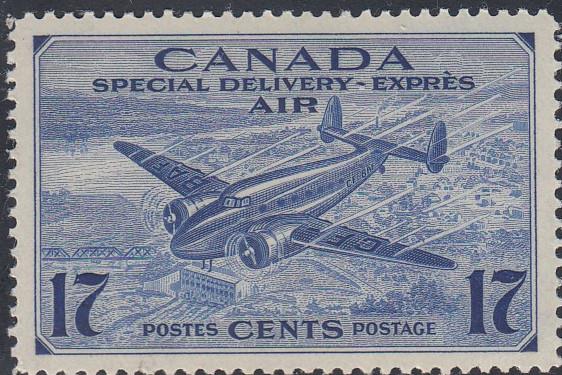 CANADA
SPECIAL DELIVERY-EXPRÈS
AIR
17 POSTES CENTS POSTAGE 17